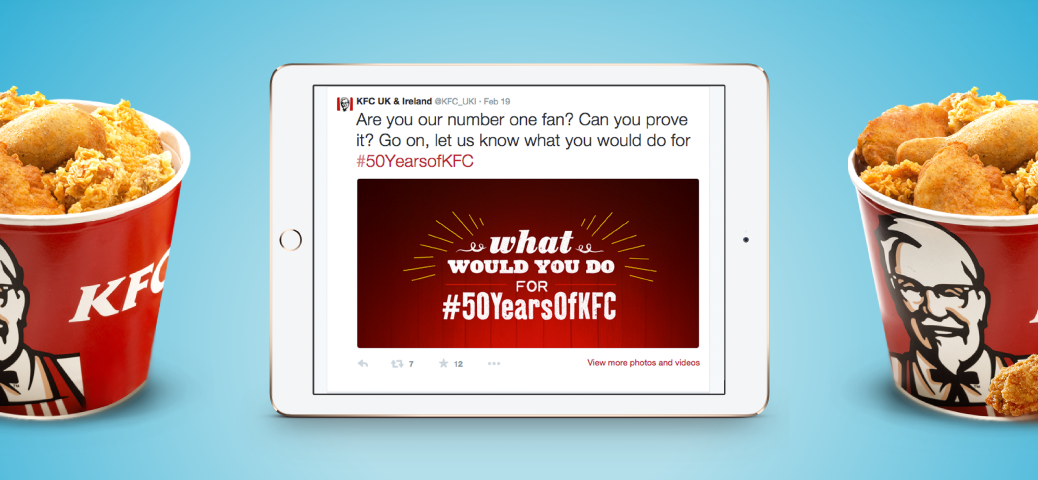 KFC UK & Ireland @KFC_UKI · Feb 19
Are you our number one fan? Can you prove
it? Go on, let us know what you would do for
#50YearsofKFC
what
WOULD YOU DO
FOR
#50YearsOfKFC
7
12
View more photos and videos
KFC